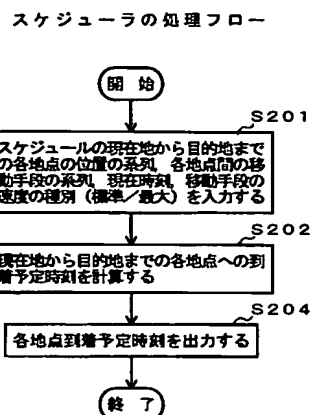 スケジューラの処理フロー
開始
S201
スケジュールの現在地から目的地まで
の各地点の位置の系列，各地点間の移
動手段の系列，現在時刻，移動手段の
速度の種別（標準／最大）を入力する
S202
現在地から目的地までの各地点への到
着予定時刻を計算する
S204
各地点到着予定時刻を出力する
終了